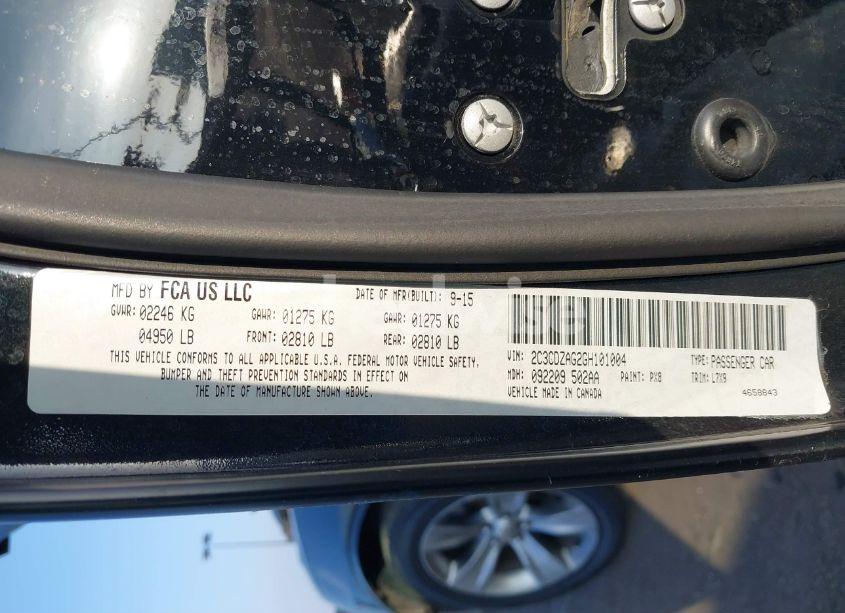 MFD BY FCA US LLC DATE OF MFR(BUILT): 9-15
GVWR: 02246 KG GAWR: 01275 KG GAWR: 01275 KG
04950 LB FRONT: 02810 LB REAR: 02810 LB
THIS VEHICLE CONFORMS TO ALL APPLICABLE U.S.A. FEDERAL MOTOR VEHICLE SAFETY,
BUMPER AND THEFT PREVENTION STANDARDS IN EFFECT ON
THE DATE OF MANUFACTURE SHOWN ABOVE.
VIN: 2C3CDZAG2GH101004 TYPE: PASSENGER CAR
MDH: 092209 502AA PAINT: PX8 TRIM: L7X9
VEHICLE MADE IN CANADA 4658843